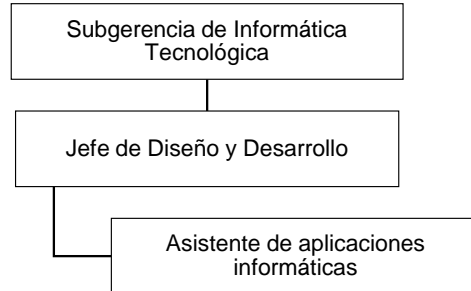 Subgerencia de Informática
Tecnológica
Jefe de Diseño y Desarrollo
Asistente de aplicaciones
informáticas